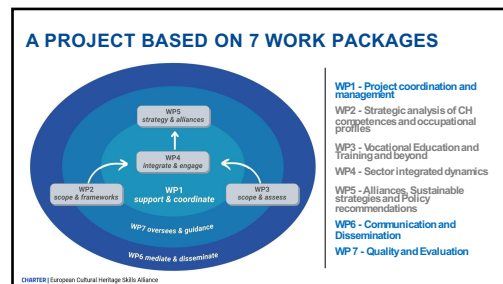 A PROJECT BASED ON 7 WORK PACKAGES
WP5
strategy & alliances
WP4
integrate & engage
WP2
scope & frameworks
WP1
support & coordinate
WP3
scope & assess
WP7 oversees & guidance
WP6 mediate & disseminate
WP1 - Project coordination and
management
WP2 - Strategic analysis of CH
competences and occupational
profiles
WP3 - Vocational Education and
Training and beyond
WP4 - Sector integrated dynamics
WP5 - Alliances, Sustainable
strategies and Policy
recommendations
WP6 - Communication and
Dissemination
WP 7 - Quality and Evaluation
CHARTER | European Cultural Heritage Skills Alliance